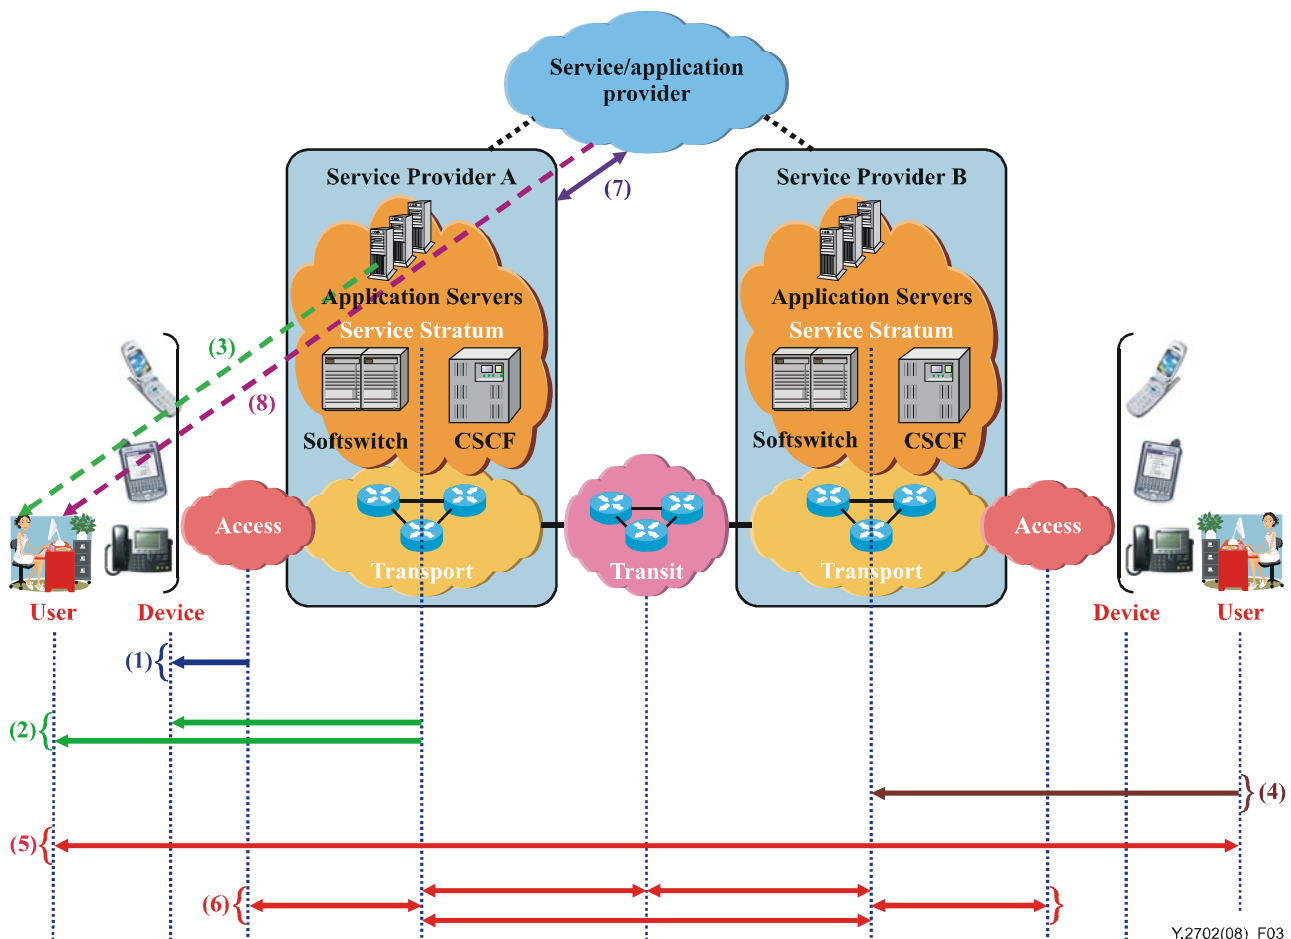 Service/application
provider
Service Provider A
(7)
Service Provider B
Application Servers
Application Servers
Service Stratum
Service Stratum
(3)
(8)
Softswitch
CSCF
Softswitch
CSCF
Access
Access
Transport
Transit
Transport
User
Device
Device
User
(1)
(2)
(4)
(5)
(6)
Y.2702(08)_F03